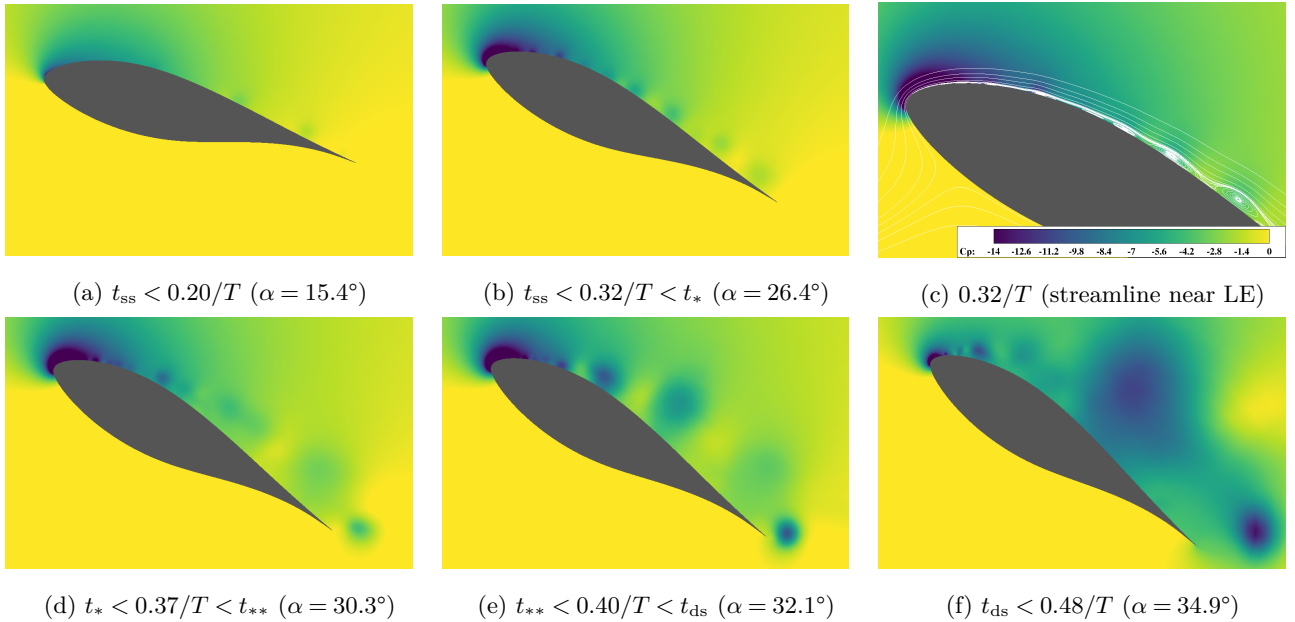 Cp: -14 -12.6 -11.2 -9.8 -8.4 -7 -5.6 -4.2 -2.8 -1.4 0
(a) t_ss < 0.20/T (α = 15.4°)
(b) t_ss < 0.32/T < t_* (α = 26.4°)
(c) 0.32/T (streamline near LE)
(d) t_* < 0.37/T < t_** (α = 30.3°)
(e) t_** < 0.40/T < t_ds (α = 32.1°)
(f) t_ds < 0.48/T (α = 34.9°)